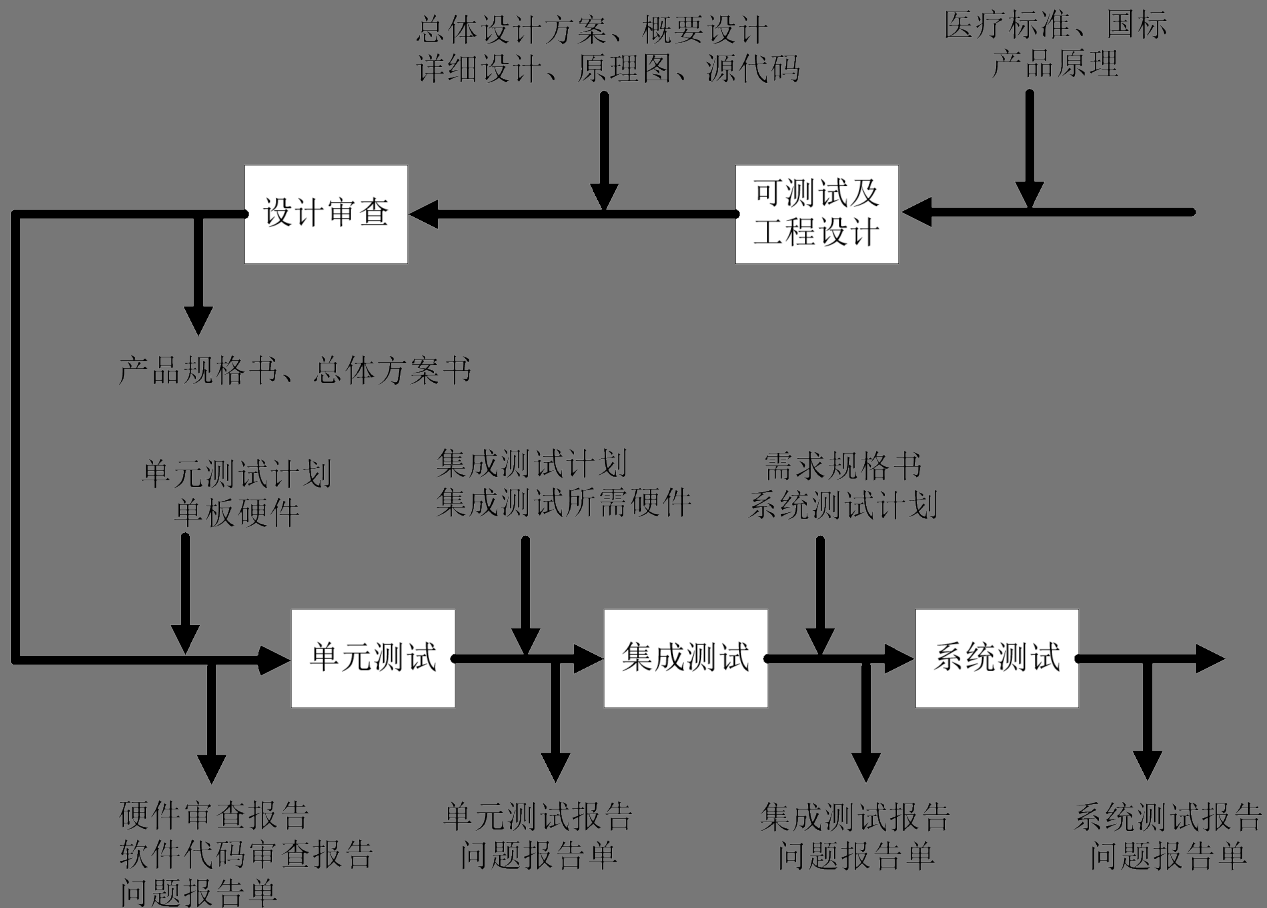 总体设计方案、概要设计
详细设计、原理图、源代码
医疗标准、国标
产品原理
设计审查
可测试及
工程设计
产品规格书、总体方案书
单元测试计划
单板硬件
集成测试计划
集成测试所需硬件
需求规格书
系统测试计划
单元测试
集成测试
系统测试
硬件审查报告
软件代码审查报告
问题报告单
单元测试报告
问题报告单
集成测试报告
问题报告单
系统测试报告
问题报告单